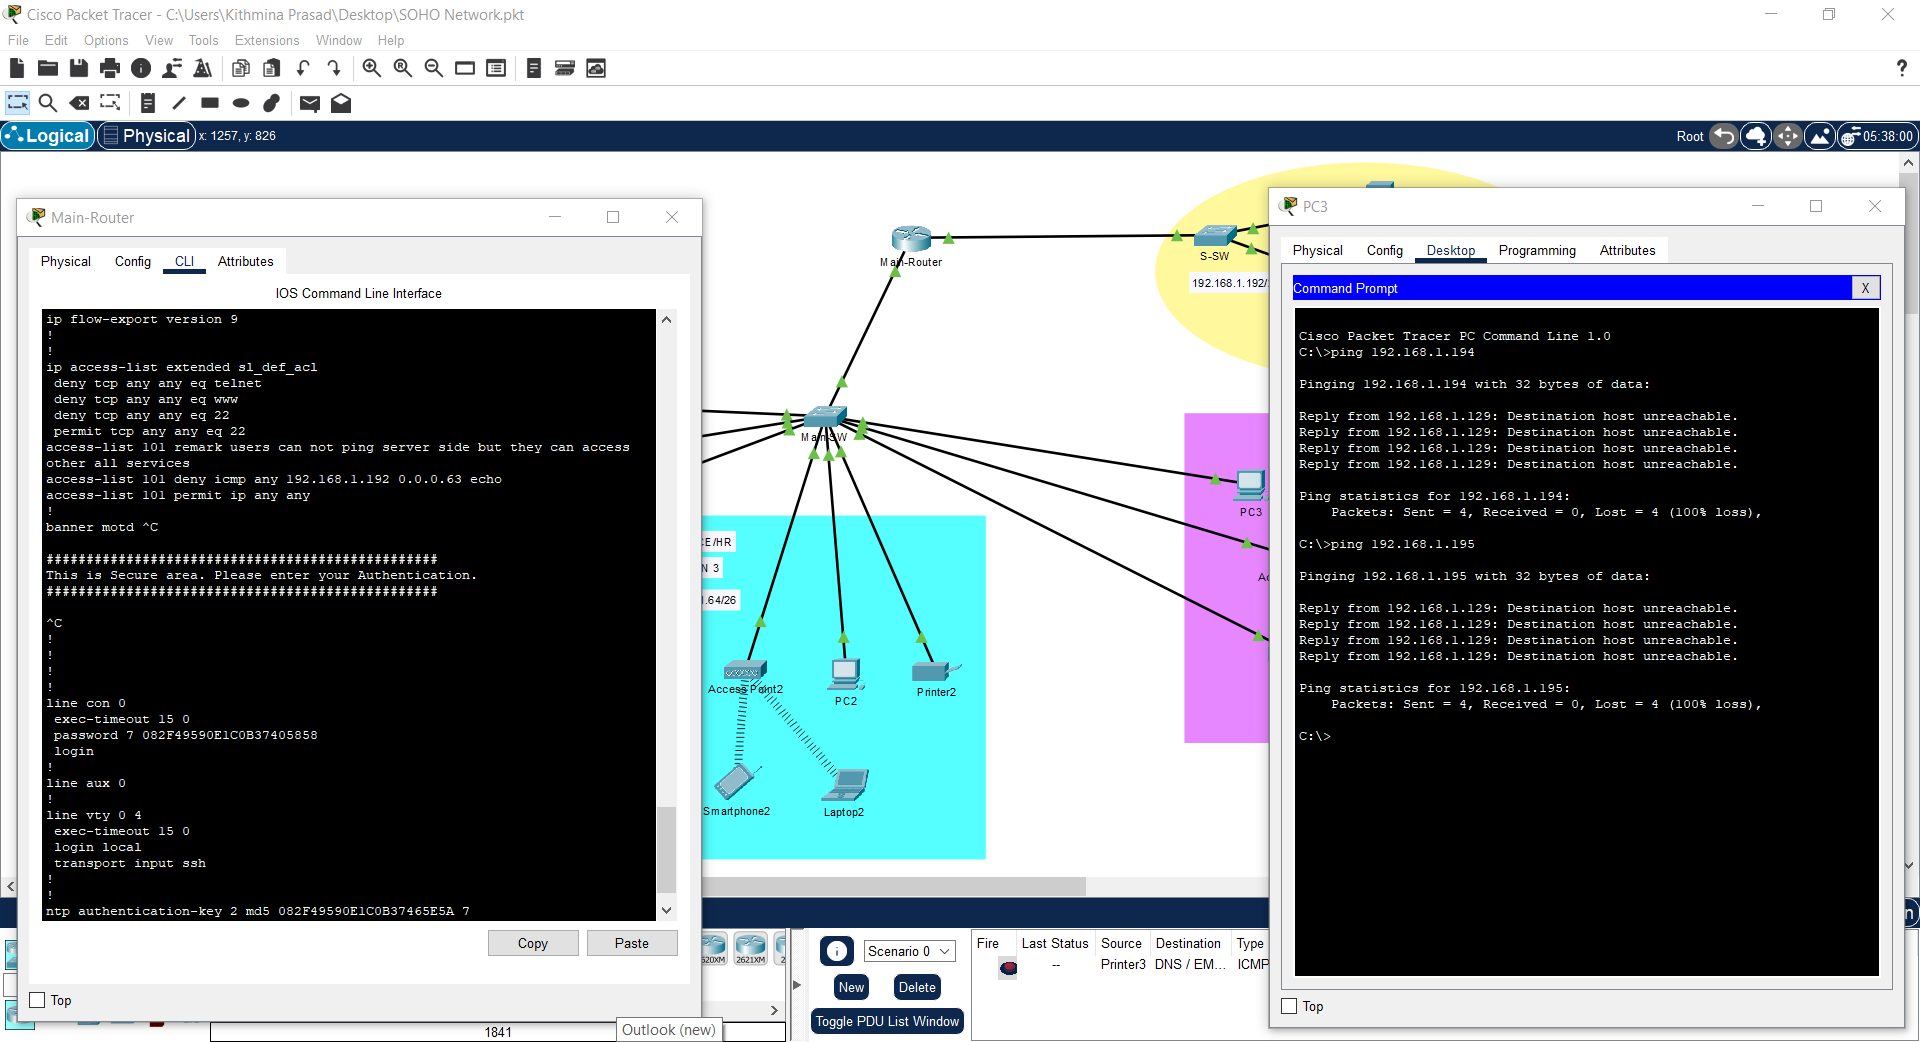 Cisco Packet Tracer - C:\Users\Kithmina Prasad\Desktop\SOHO Network.pkt
File Edit Options View Tools Extensions Window Help
Logical Physical x: 1257, y: 826
Root 05:38:00
Main-Router
Physical Config CLI Attributes
IOS Command Line Interface
ip flow-export version 9
!
!
ip access-list extended sl_def_acl
deny tcp any any eq telnet
deny tcp any any eq www
deny tcp any any eq 22
permit tcp any any eq 22
access-list 101 remark users can not ping server side but they can access
other all services
access-list 101 deny icmp any 192.168.1.192 0.0.0.63 echo
access-list 101 permit ip any any
!
banner motd ^C
#################################################
This is Secure area. Please enter your Authentication.
#################################################
^C
!
!
!
!
line con 0
exec-timeout 15 0
password 7 082F49590E1C0B37405858
login
!
line aux 0
!
line vty 0 4
exec-timeout 15 0
login local
transport input ssh
!
!
ntp authentication-key 2 md5 082F49590E1C0B37465E5A 7
Copy Paste
Top
Main-Router
S-SW
192.168.1.192/
Main-SW
PC3
CE/HR
N 3
.64/26
Access Point2
PC2
Printer2
Smartphone2
Laptop2
PC3
Physical Config Desktop Programming Attributes
Command Prompt X
Cisco Packet Tracer PC Command Line 1.0
C:\>ping 192.168.1.194
Pinging 192.168.1.194 with 32 bytes of data:
Reply from 192.168.1.129: Destination host unreachable.
Reply from 192.168.1.129: Destination host unreachable.
Reply from 192.168.1.129: Destination host unreachable.
Reply from 192.168.1.129: Destination host unreachable.
Ping statistics for 192.168.1.194:
Packets: Sent = 4, Received = 0, Lost = 4 (100% loss),
C:\>ping 192.168.1.195
Pinging 192.168.1.195 with 32 bytes of data:
Reply from 192.168.1.129: Destination host unreachable.
Reply from 192.168.1.129: Destination host unreachable.
Reply from 192.168.1.129: Destination host unreachable.
Reply from 192.168.1.129: Destination host unreachable.
Ping statistics for 192.168.1.195:
Packets: Sent = 4, Received = 0, Lost = 4 (100% loss),
C:\>
Top
620XM 2621XM
1841
Outlook (new)
Scenario 0
New Delete
Toggle PDU List Window
Fire Last Status Source Destination Type
-- Printer3 DNS / EM... ICMP